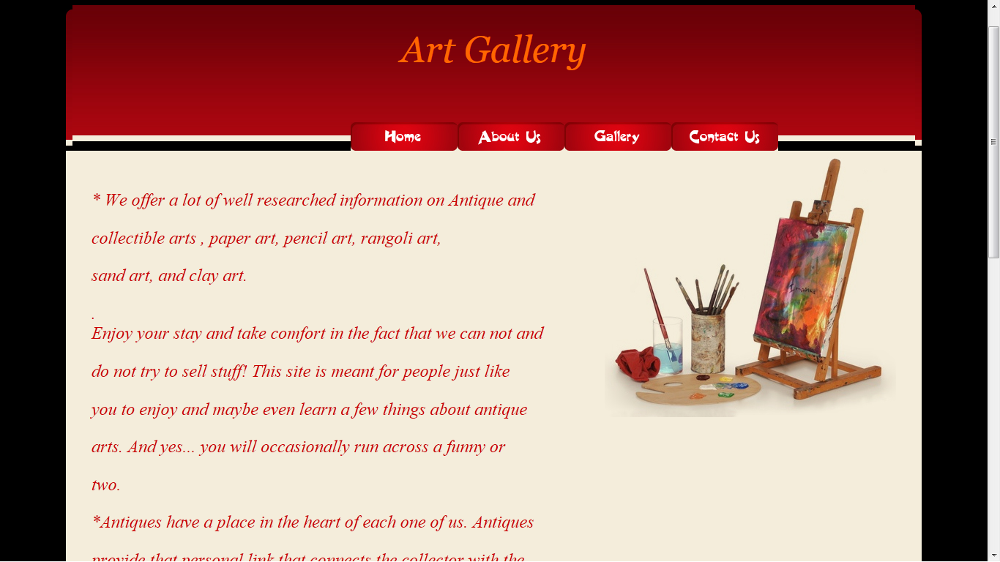 Art Gallery
Home About Us Gallery Contact Us
* We offer a lot of well researched information on Antique and
collectible arts , paper art, pencil art, rangoli art,
sand art, and clay art.
.
Enjoy your stay and take comfort in the fact that we can not and
do not try to sell stuff! This site is meant for people just like
you to enjoy and maybe even learn a few things about antique
arts. And yes... you will occasionally run across a funny or
two.
*Antiques have a place in the heart of each one of us. Antiques
provide that personal link that connects the collector with the
Imagine